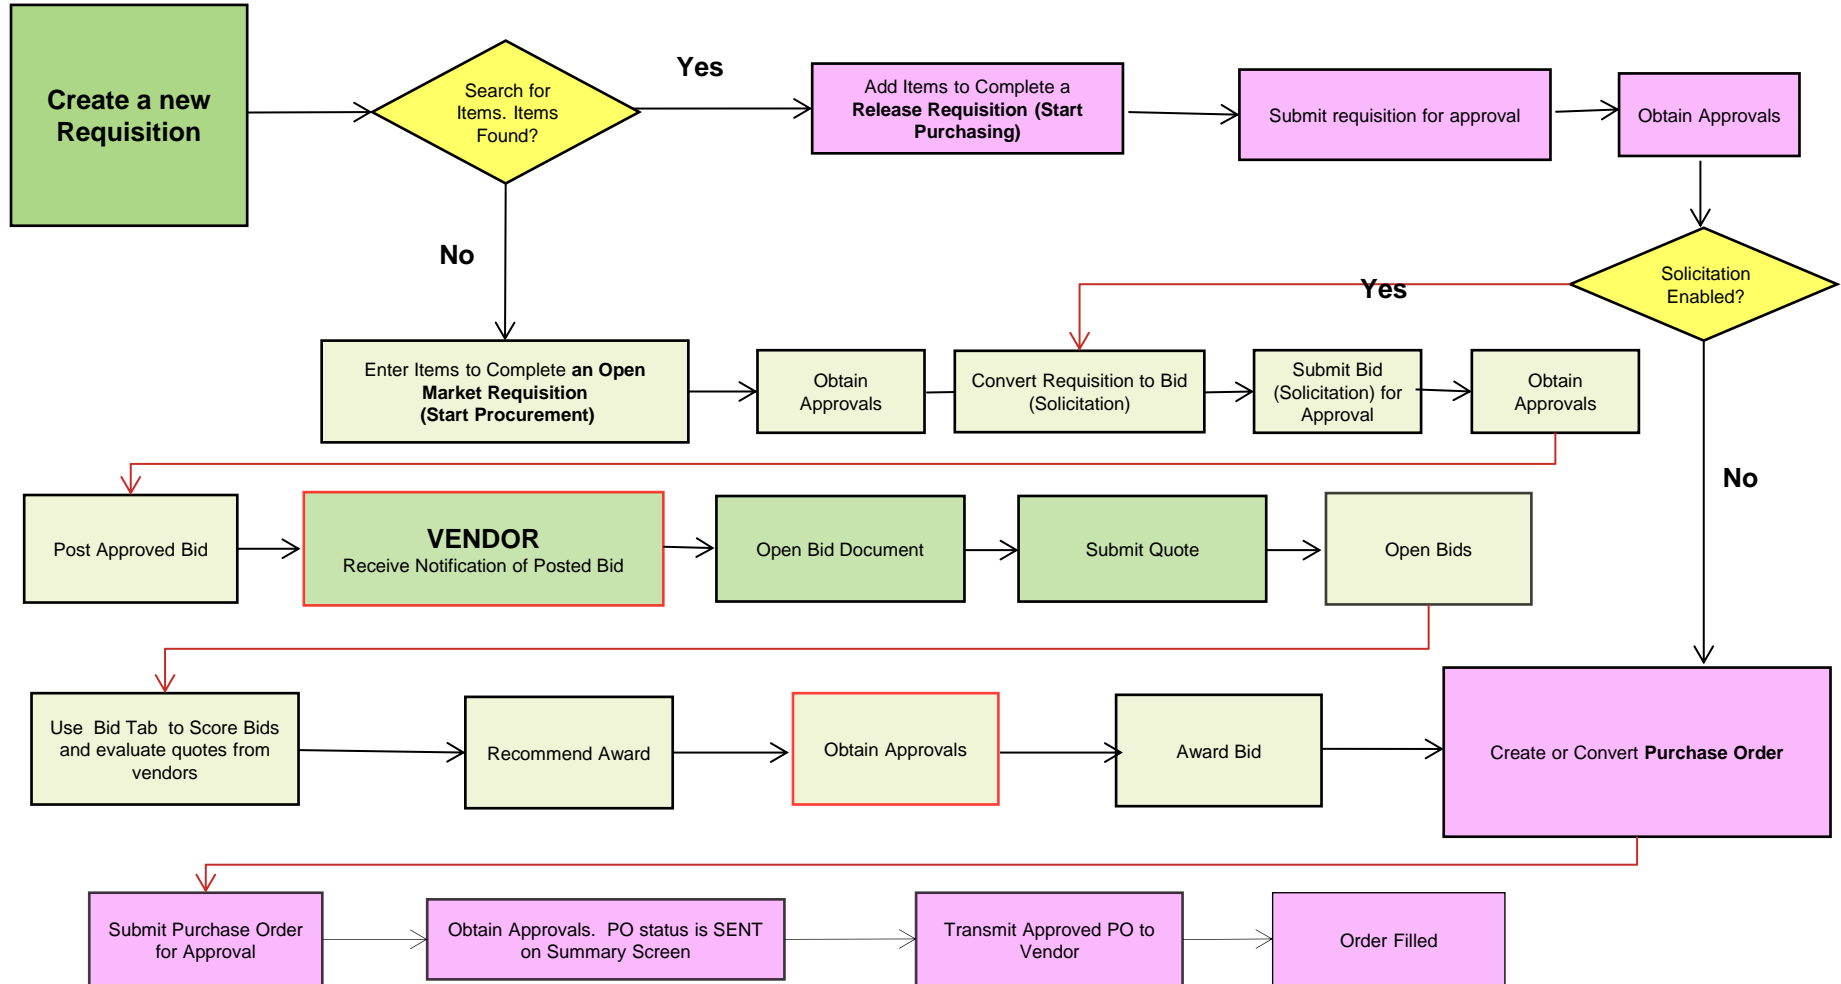 Create a new
Requisition
Search for
Items. Items
Found?
Yes
Add Items to Complete a
Release Requisition (Start
Purchasing)
Submit requisition for approval
Obtain Approvals
No
Solicitation
Enabled?
Yes
Enter Items to Complete an Open
Market Requisition
(Start Procurement)
Obtain
Approvals
Convert Requisition to Bid
(Solicitation)
Submit Bid
(Solicitation) for
Approval
Obtain
Approvals
No
Post Approved Bid
VENDOR
Receive Notification of Posted Bid
Open Bid Document
Submit Quote
Open Bids
Use Bid Tab to Score Bids
and evaluate quotes from
vendors
Recommend Award
Obtain Approvals
Award Bid
Create or Convert Purchase Order
Submit Purchase Order
for Approval
Obtain Approvals. PO status is SENT
on Summary Screen
Transmit Approved PO to
Vendor
Order Filled